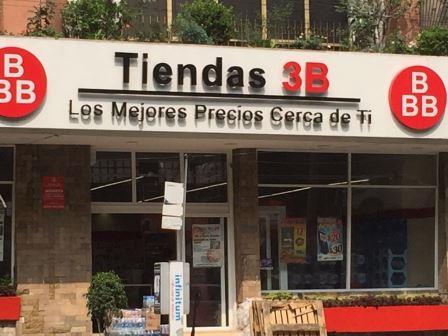 B
BB
Tiendas 3B
Los Mejores Precios Cerca de Ti
B
BB
infinitum